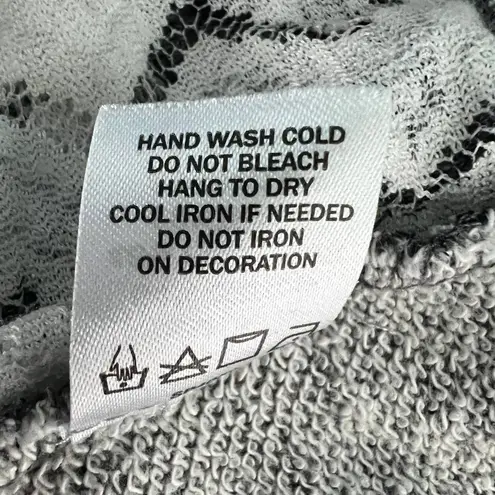 HAND WASH COLD
DO NOT BLEACH
HANG TO DRY
COOL IRON IF NEEDED
DO NOT IRON
ON DECORATION